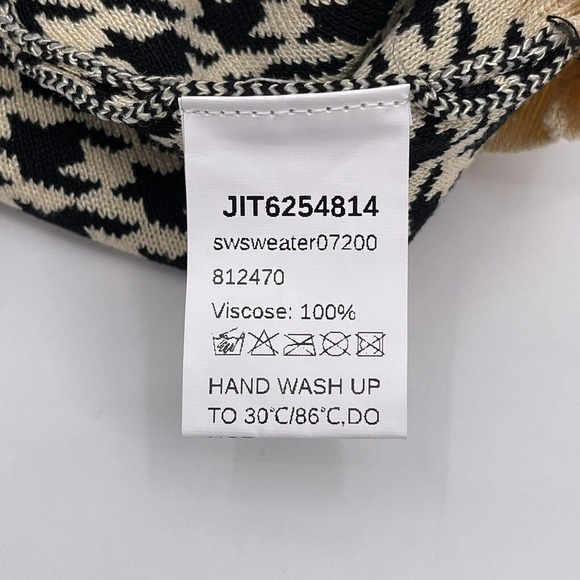 JIT6254814
swsweater07200
812470
Viscose: 100%
HAND WASH UP
TO 30°C/86°C,DO